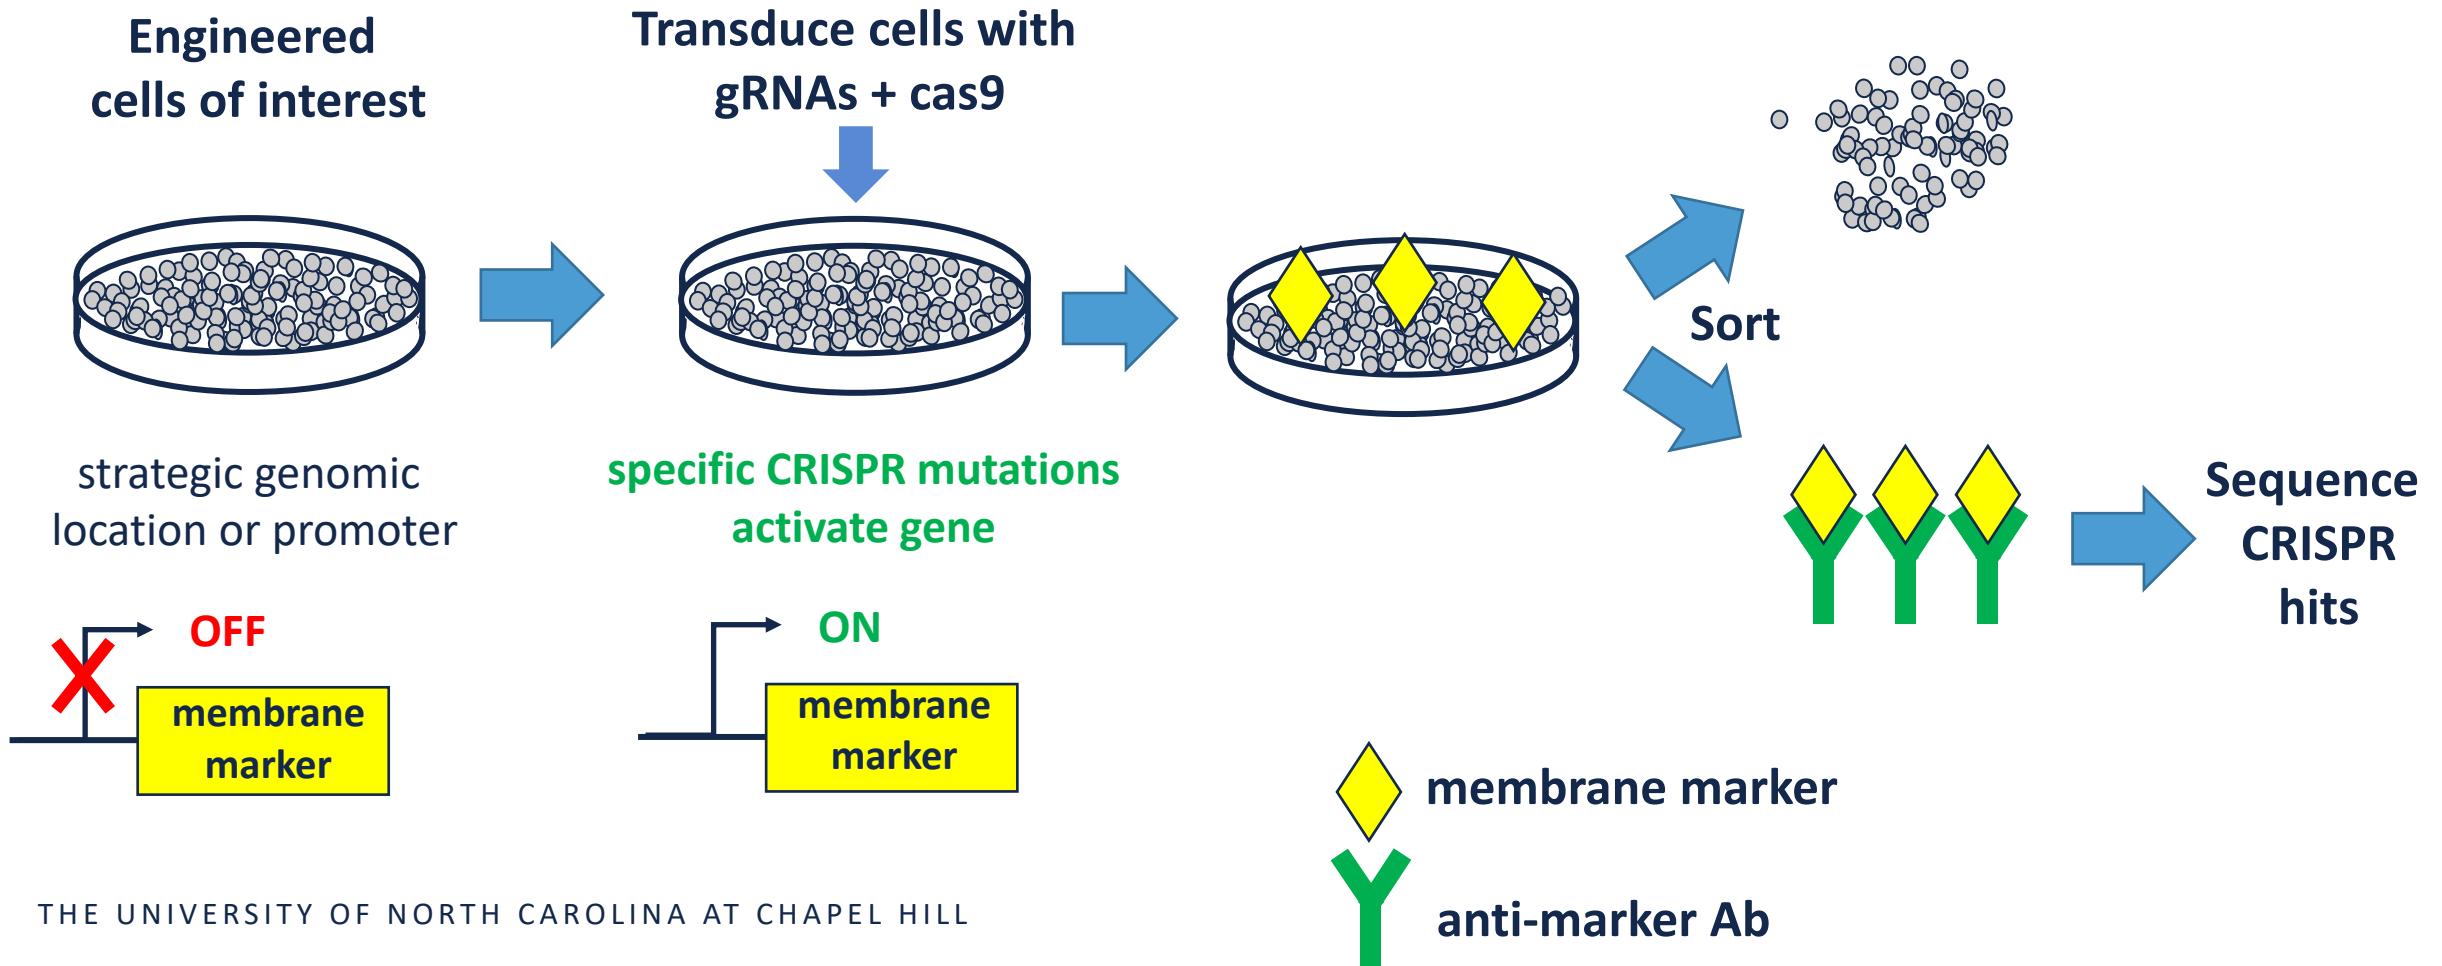 Engineered
cells of interest
Transduce cells with
gRNAs + cas9
Sort
strategic genomic
location or promoter
specific CRISPR mutations
activate gene
Sequence
CRISPR
hits
OFF
membrane
marker
ON
membrane
marker
membrane marker
anti-marker Ab
THE UNIVERSITY OF NORTH CAROLINA AT CHAPEL HILL